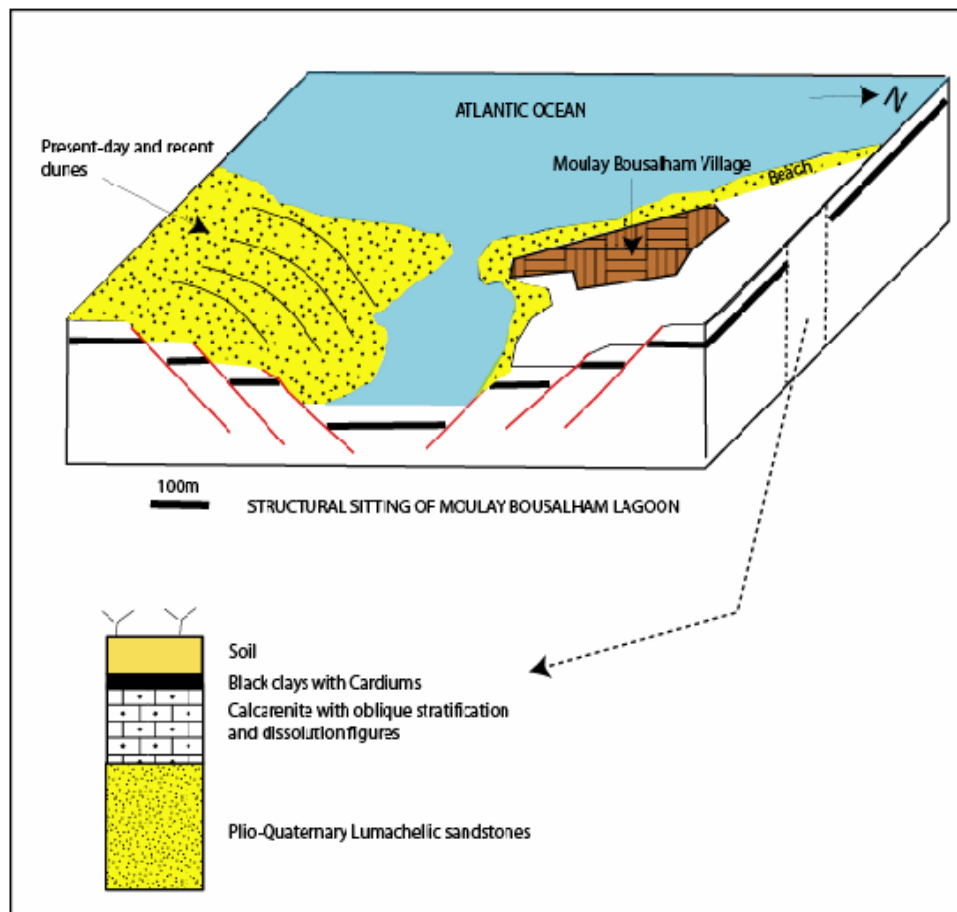 ATLANTIC OCEAN
N
Present-day and recent
dunes
Moulay Bousalham Village
Beach
100m
STRUCTURAL SITTING OF MOULAY BOUSALHAM LAGOON
Soil
Black clays with Cardiums
Calcarenite with oblique stratification
and dissolution figures
Plio-Quaternary Lumachelic sandstones